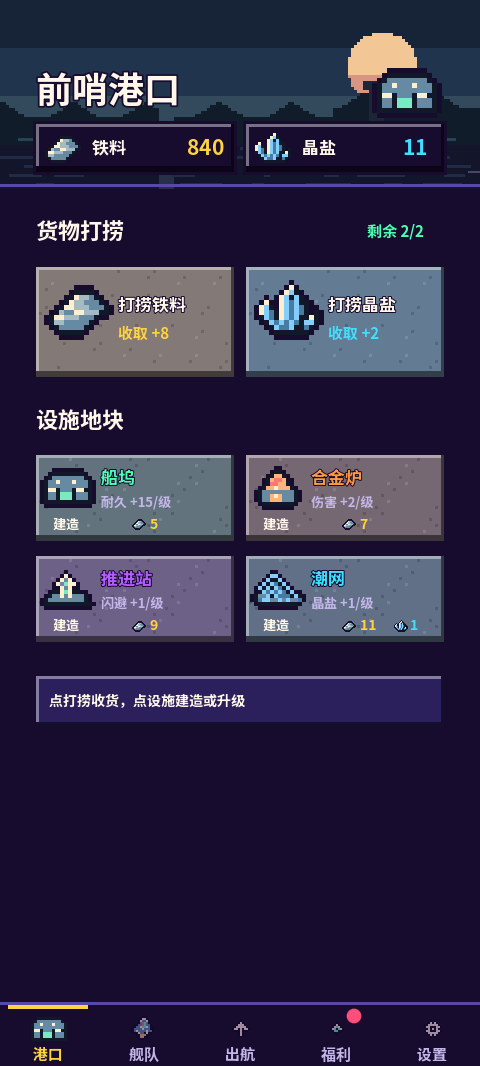 前哨港口
铁料 840 晶盐 11
货物打捞 剩余 2/2
打捞铁料 打捞晶盐
收取 +8 收取 +2
设施地块
船坞 合金炉
耐久 +15/级 伤害 +2/级
建造 5 建造 7
推进站 潮网
闪避 +1/级 晶盐 +1/级
建造 9 建造 11 1
点打捞收货，点设施建造或升级
港口 舰队 出航 福利 设置